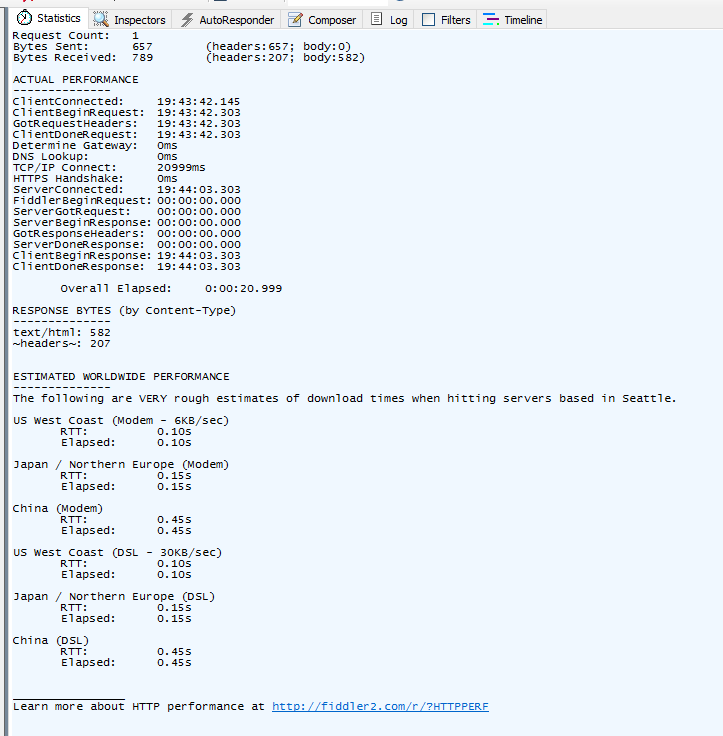 Statistics Inspectors AutoResponder Composer Log Filters Timeline
Request Count: 1
Bytes Sent: 657 (headers:657; body:0)
Bytes Received: 789 (headers:207; body:582)
ACTUAL PERFORMANCE
--------------
ClientConnected: 19:43:42.145
ClientBeginRequest: 19:43:42.303
GotRequestHeaders: 19:43:42.303
ClientDoneRequest: 19:43:42.303
Determine Gateway: 0ms
DNS Lookup: 0ms
TCP/IP Connect: 20999ms
HTTPS Handshake: 0ms
ServerConnected: 19:44:03.303
FiddlerBeginRequest: 00:00:00.000
ServerGotRequest: 00:00:00.000
ServerBeginResponse: 00:00:00.000
GotResponseHeaders: 00:00:00.000
ServerDoneResponse: 00:00:00.000
ClientBeginResponse: 19:44:03.303
ClientDoneResponse: 19:44:03.303
Overall Elapsed: 0:00:20.999
RESPONSE BYTES (by Content-Type)
--------------
text/html: 582
~headers~: 207
ESTIMATED WORLDWIDE PERFORMANCE
--------------
The following are VERY rough estimates of download times when hitting servers based in Seattle.
US West Coast (Modem - 6KB/sec)
RTT: 0.10s
Elapsed: 0.10s
Japan / Northern Europe (Modem)
RTT: 0.15s
Elapsed: 0.15s
China (Modem)
RTT: 0.45s
Elapsed: 0.45s
US West Coast (DSL - 30KB/sec)
RTT: 0.10s
Elapsed: 0.10s
Japan / Northern Europe (DSL)
RTT: 0.15s
Elapsed: 0.15s
China (DSL)
RTT: 0.45s
Elapsed: 0.45s
________________
Learn more about HTTP performance at http://fiddler2.com/r/?HTTPPERF